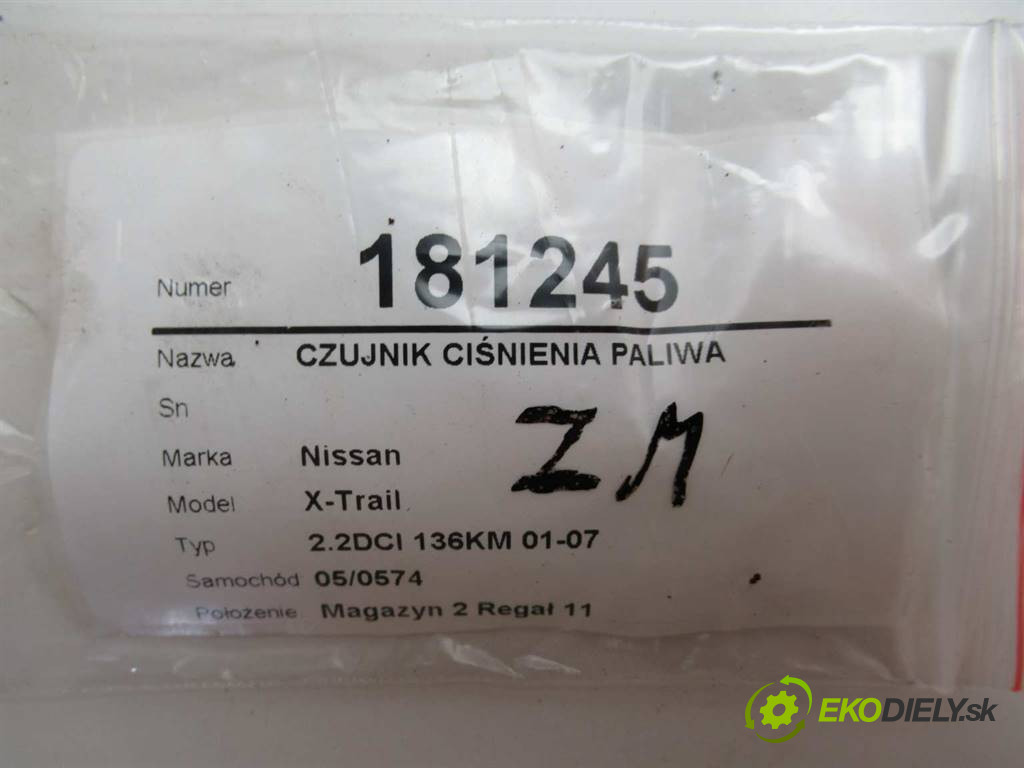 Numer 181245
Nazwa CZUJNIK CIŚNIENIA PALIWA
Sn
Marka Nissan
Model X-Trail
ZM
Typ 2.2DCI 136KM 01-07
Samochód 05/0574
Położenie Magazyn 2 Regał 11
EKODIELY.sk